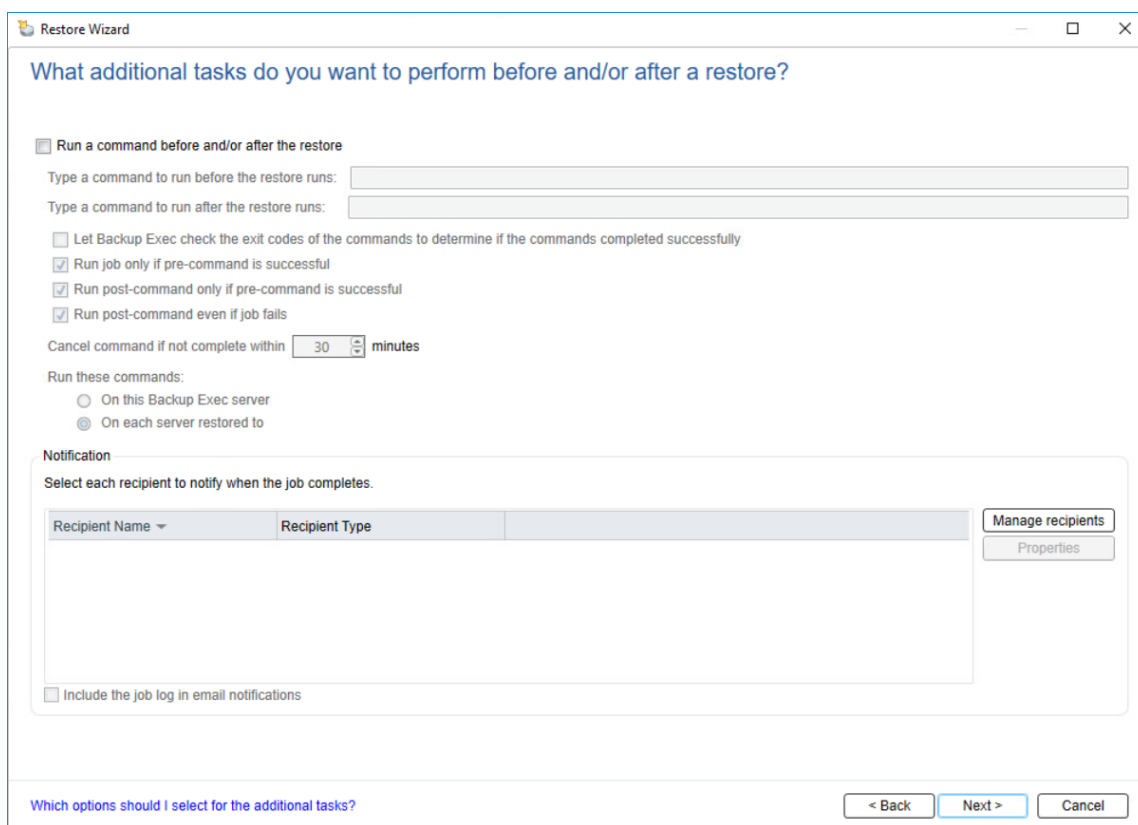 Restore Wizard
What additional tasks do you want to perform before and/or after a restore?
Run a command before and/or after the restore
Type a command to run before the restore runs:
Type a command to run after the restore runs:
Let Backup Exec check the exit codes of the commands to determine if the commands completed successfully
Run job only if pre-command is successful
Run post-command only if pre-command is successful
Run post-command even if job fails
Cancel command if not complete within 30 minutes
Run these commands:
On this Backup Exec server
On each server restored to
Notification
Select each recipient to notify when the job completes.
Recipient Name Recipient Type
Manage recipients
Properties
Include the job log in email notifications
Which options should I select for the additional tasks? < Back Next > Cancel